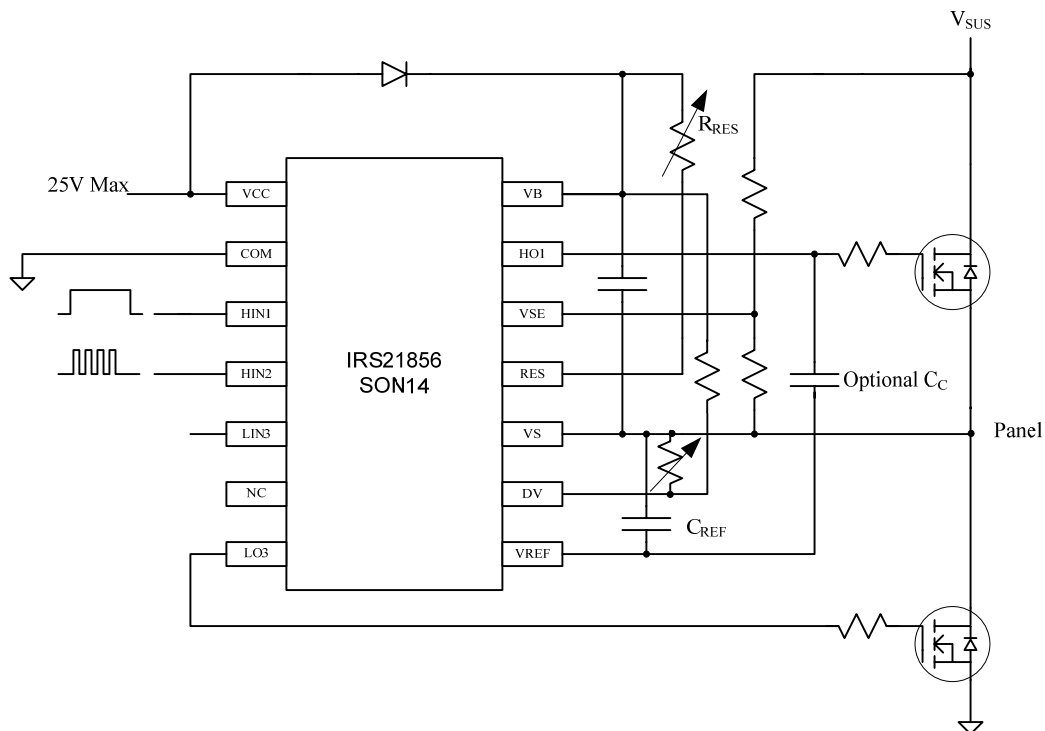 V_SUS
R_RES
25V Max
VCC
VB
COM
HO1
HIN1
VSE
IRS21856
SON14
HIN2
RES
Optional C_C
LIN3
VS
Panel
NC
DV
C_REF
LO3
VREF